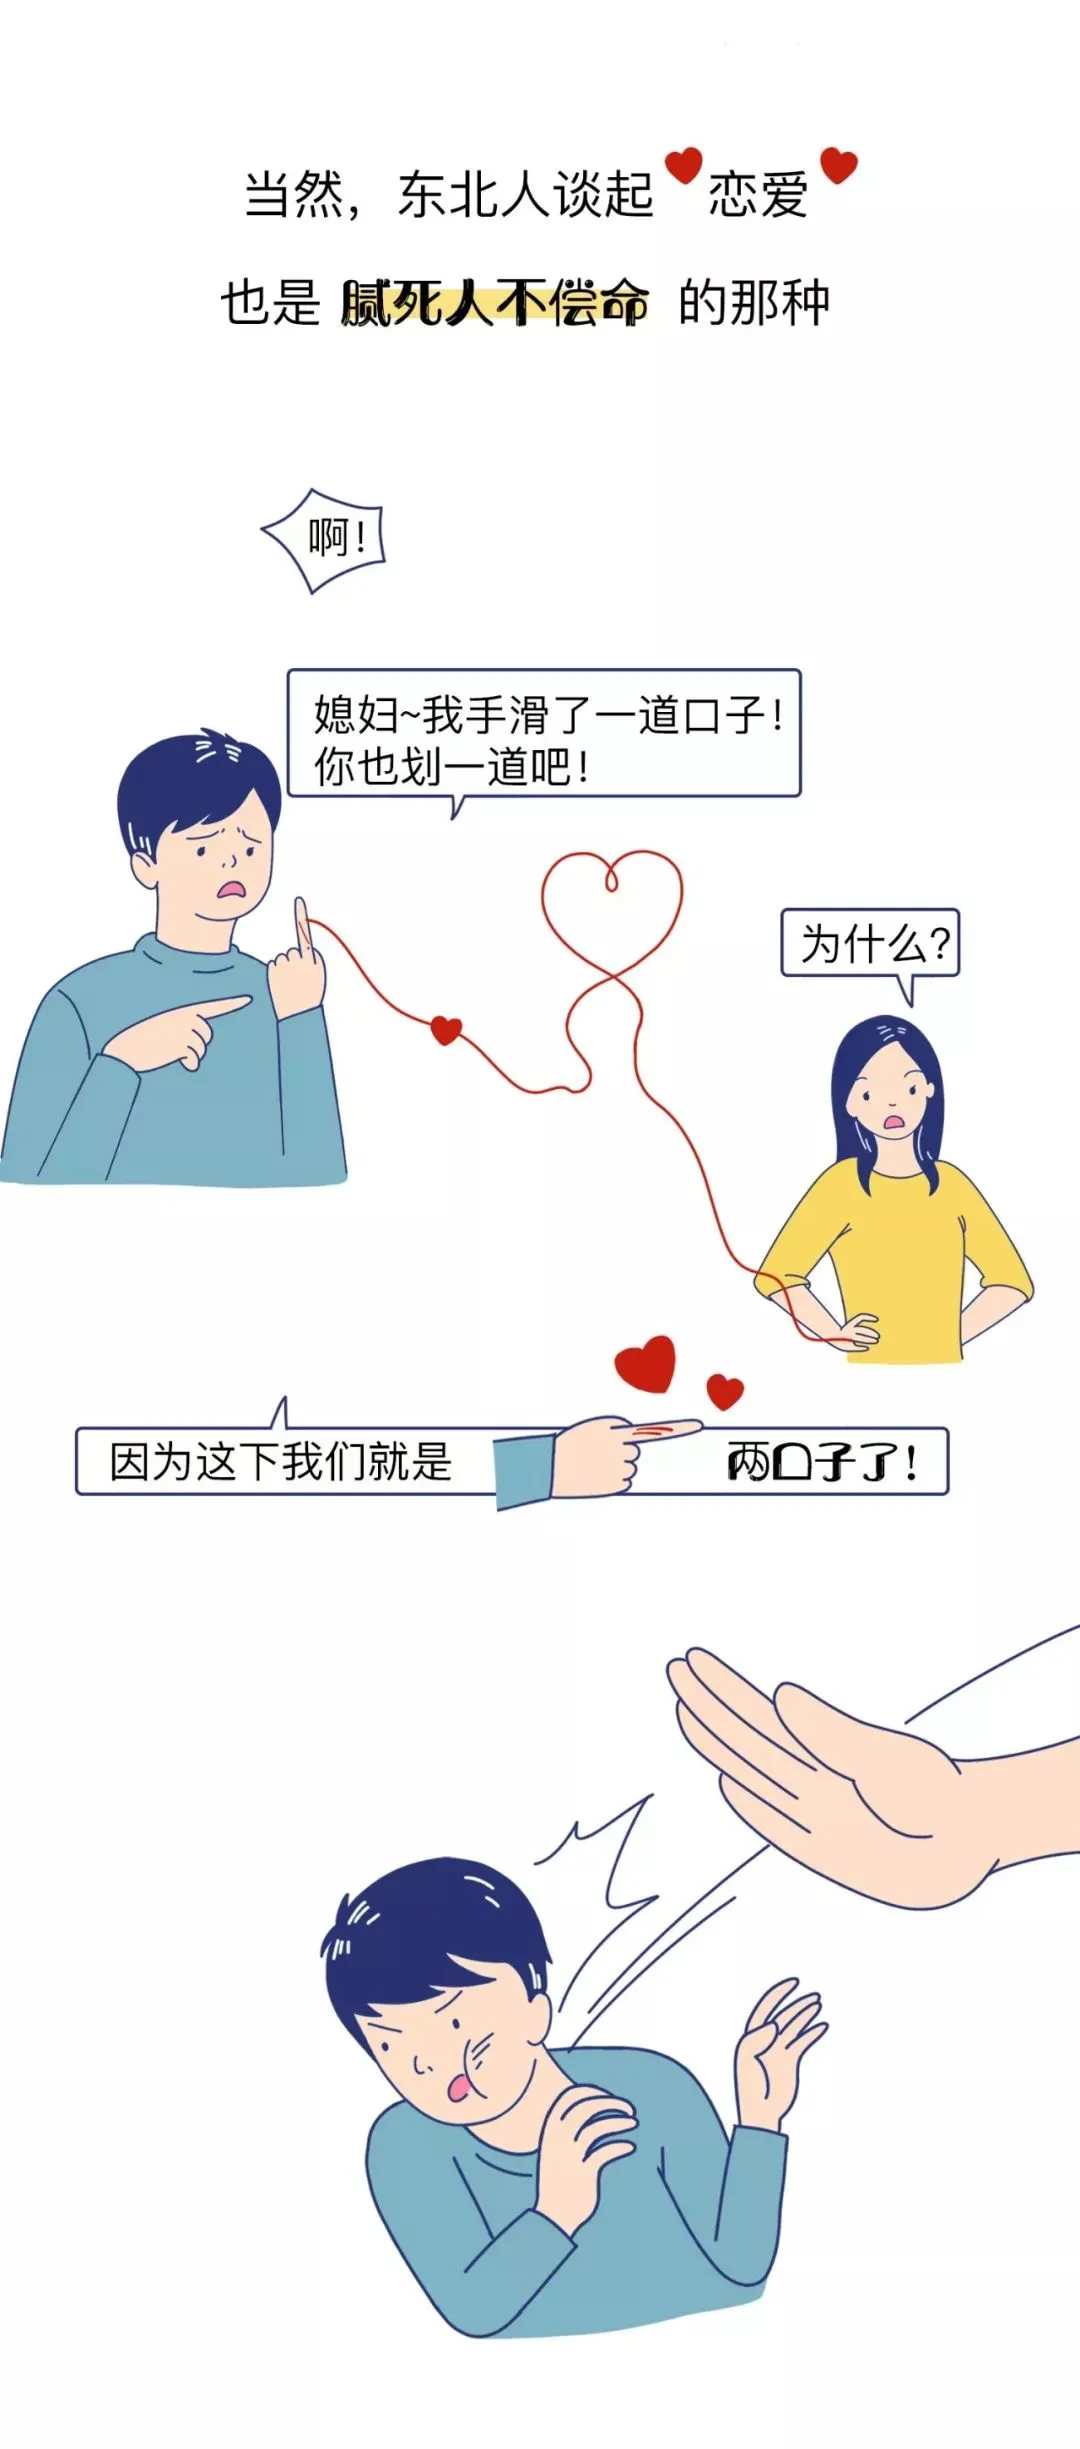 当然，东北人谈起恋爱
也是 腻死人不偿命 的那种
啊！
媳妇~我手滑了一道口子！
你也划一道吧！
为什么？
因为这下我们就是 两口子了！